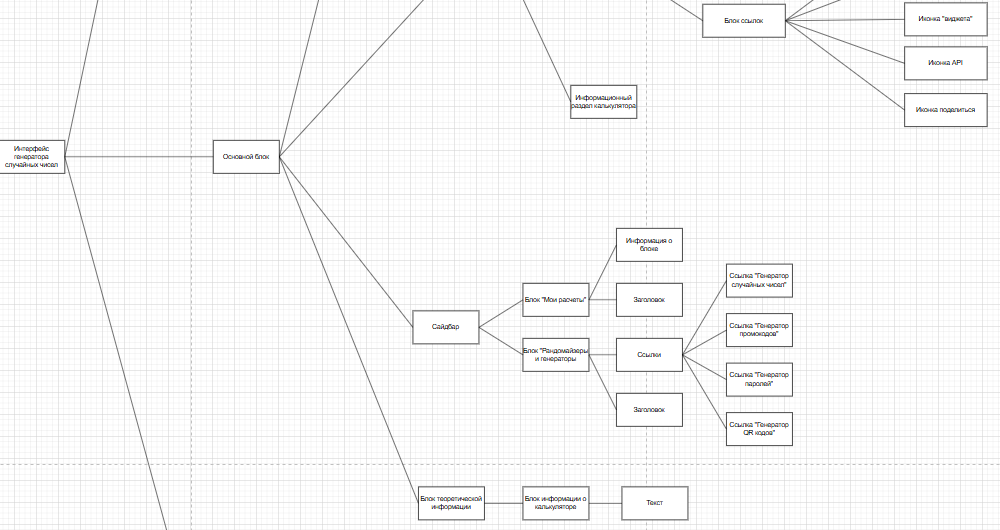 Блок ссылок
Иконка "виджета"
Иконка API
Иконка поделиться
Информационный
раздел калькулятора
Интерфейс
генератора
случайных чисел
Основной блок
Информация о
блоке
Блок "Мои расчеты"
Заголовок
Сайдбар
Блок "Рандомайзеры
и генераторы
Ссылки
Заголовок
Ссылка "Генератор
случайных чисел"
Ссылка "Генератор
промокодов"
Ссылка "Генератор
паролей"
Ссылка "Генератор
QR кодов"
Блок теоретической
информации
Блок информации о
калькуляторе
Текст